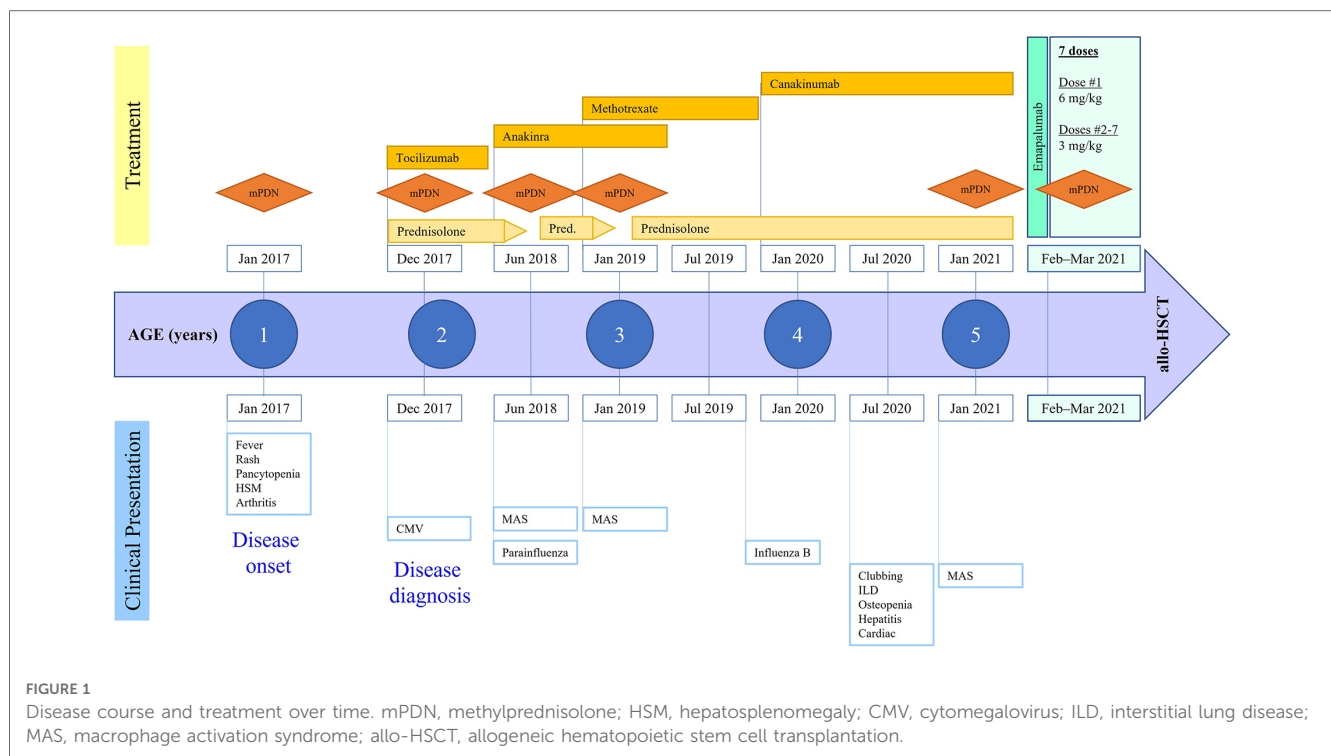 Treatment
Canakinumab
Methotrexate
Anakinra
Tocilizumab
mPDN
mPDN
mPDN
mPDN
mPDN
mPDN
Prednisolone
Pred.
Prednisolone
Emapalumab
7 doses
Dose #1
6 mg/kg
Doses #2-7
3 mg/kg
Jan 2017
Dec 2017
Jun 2018
Jan 2019
Jul 2019
Jan 2020
Jul 2020
Jan 2021
Feb–Mar 2021
AGE (years)
1
2
3
4
5
allo-HSCT
Jan 2017
Dec 2017
Jun 2018
Jan 2019
Jul 2019
Jan 2020
Jul 2020
Jan 2021
Feb–Mar 2021
Clinical Presentation
Fever
Rash
Pancytopenia
HSM
Arthritis
Disease
onset
CMV
Disease
diagnosis
MAS
Parainfluenza
MAS
Influenza B
Clubbing
ILD
Osteopenia
Hepatitis
Cardiac
MAS
FIGURE 1
Disease course and treatment over time. mPDN, methylprednisolone; HSM, hepatosplenomegaly; CMV, cytomegalovirus; ILD, interstitial lung disease;
MAS, macrophage activation syndrome; allo-HSCT, allogeneic hematopoietic stem cell transplantation.